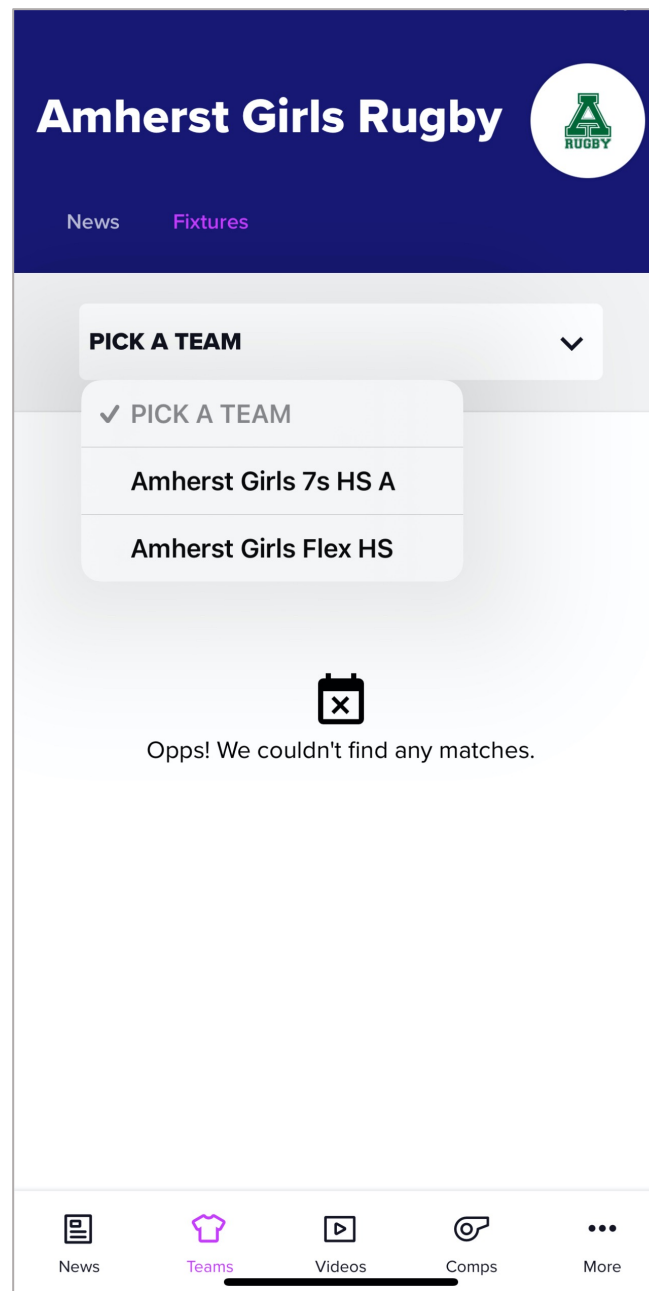 Amherst Girls Rugby
A
RUGBY
News Fixtures
PICK A TEAM
✓ PICK A TEAM
Amherst Girls 7s HS A
Amherst Girls Flex HS
Opps! We couldn't find any matches.
News Teams Videos Comps More